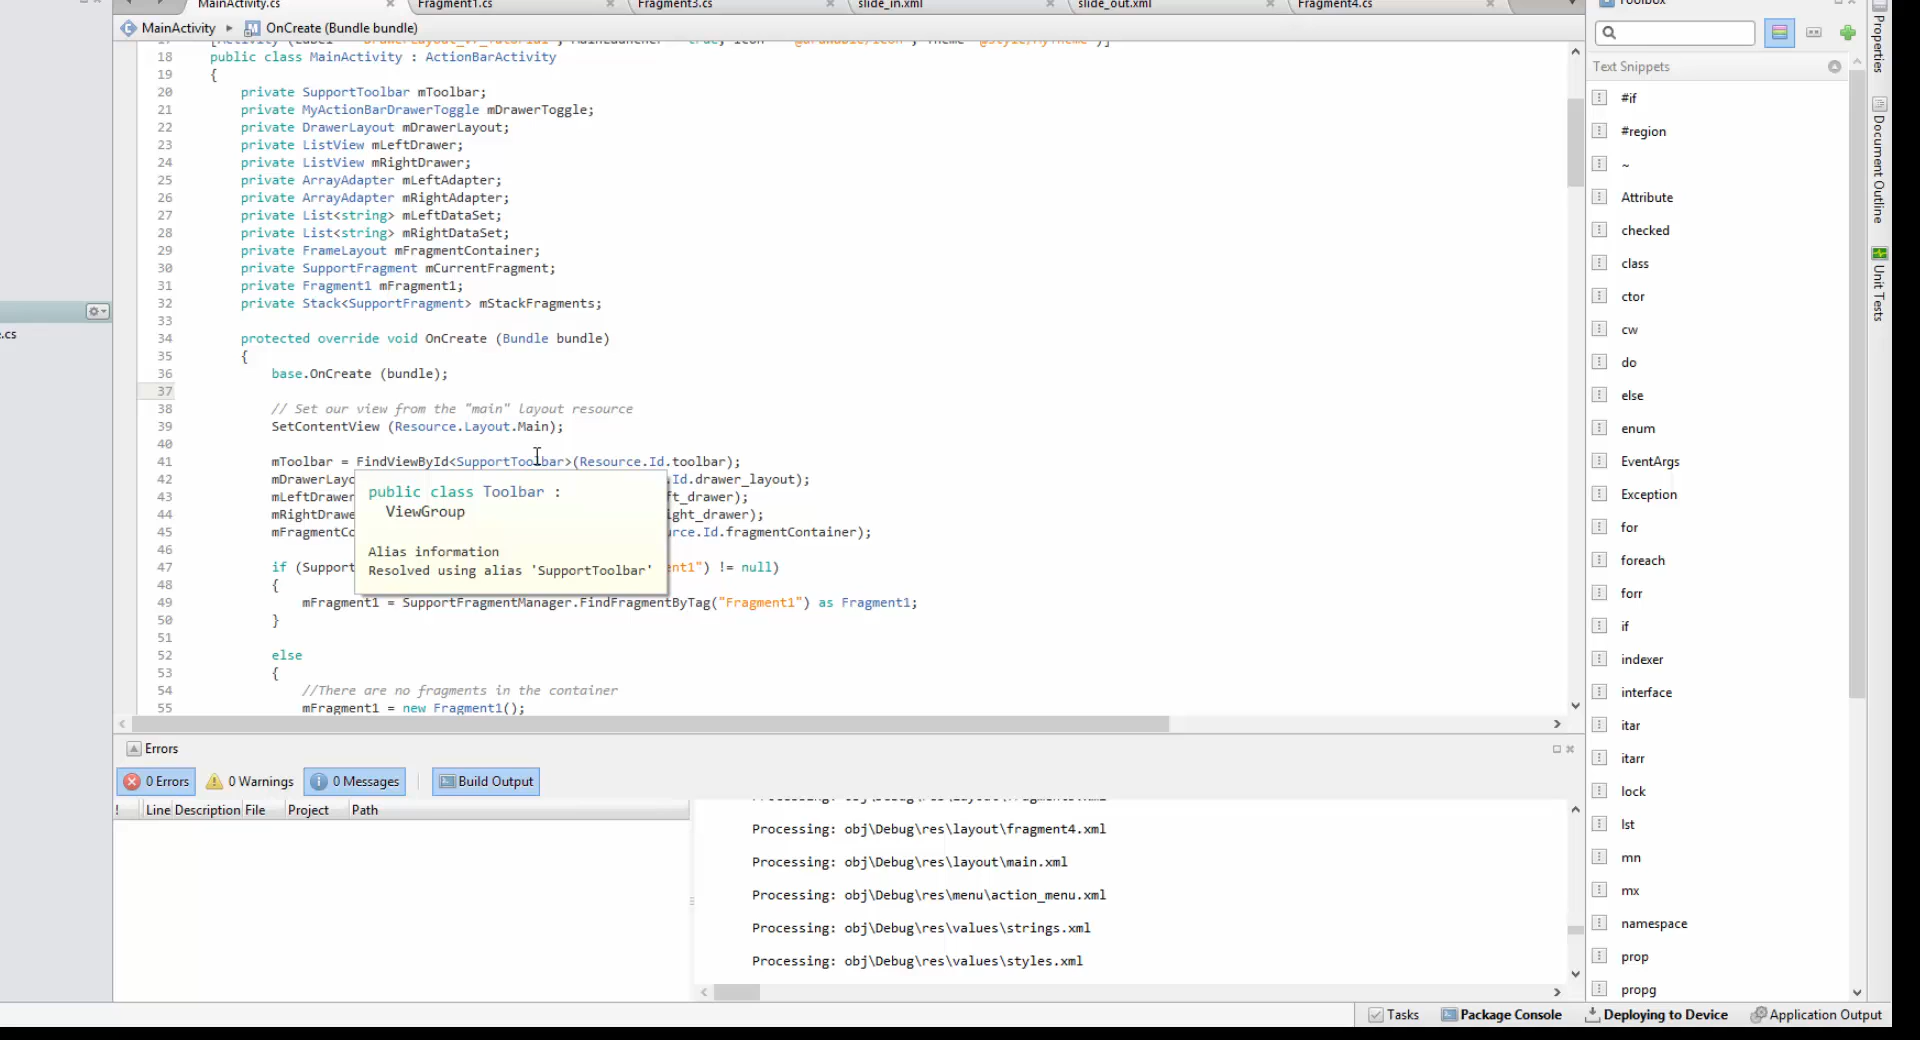 MainActivity.cs
Fragment1.cs
Fragment3.cs
slide_in.xml
slide_out.xml
Fragment4.cs
Toolbox
MainActivity
OnCreate (Bundle bundle)
18 public class MainActivity : ActionBarActivity
19 {
20 private SupportToolbar mToolbar;
21 private MyActionBarDrawerToggle mDrawerToggle;
22 private DrawerLayout mDrawerLayout;
23 private ListView mLeftDrawer;
24 private ListView mRightDrawer;
25 private ArrayAdapter mLeftAdapter;
26 private ArrayAdapter mRightAdapter;
27 private List<string> mLeftDataSet;
28 private List<string> mRightDataSet;
29 private FrameLayout mFragmentContainer;
30 private SupportFragment mCurrentFragment;
31 private Fragment1 mFragment1;
32 private Stack<SupportFragment> mStackFragments;
33
34 protected override void OnCreate (Bundle bundle)
35 {
36 base.OnCreate (bundle);
37
38 // Set our view from the "main" layout resource
39 SetContentView (Resource.Layout.Main);
40
41 mToolbar = FindViewById<SupportToolbar>(Resource.Id.toolbar);
42 mDrawerLayo Id.drawer_layout);
43 mLeftDrawer ft_drawer);
44 mRightDrawe ight_drawer);
45 mFragmentCo urce.Id.fragmentContainer);
46
47 if (Support ent1") != null)
48 {
49 mFragment1 = SupportFragmentManager.FindFragmentByTag("Fragment1") as Fragment1;
50 }
51
52 else
53 {
54 //There are no fragments in the container
55 mFragment1 = new Fragment1();
public class Toolbar :
ViewGroup
Alias information
Resolved using alias 'SupportToolbar'
.cs
Errors
0 Errors
0 Warnings
0 Messages
Build Output
! Line Description File Project Path
Processing: obj\Debug\res\layout\fragment4.xml
Processing: obj\Debug\res\layout\main.xml
Processing: obj\Debug\res\menu\action_menu.xml
Processing: obj\Debug\res\values\strings.xml
Processing: obj\Debug\res\values\styles.xml
Text Snippets
#if
#region
~
Attribute
checked
class
ctor
cw
do
else
enum
EventArgs
Exception
for
foreach
forr
if
indexer
interface
itar
itarr
lock
lst
mn
mx
namespace
prop
propg
Properties
Document Outline
Unit Tests
Tasks
Package Console
Deploying to Device
Application Output